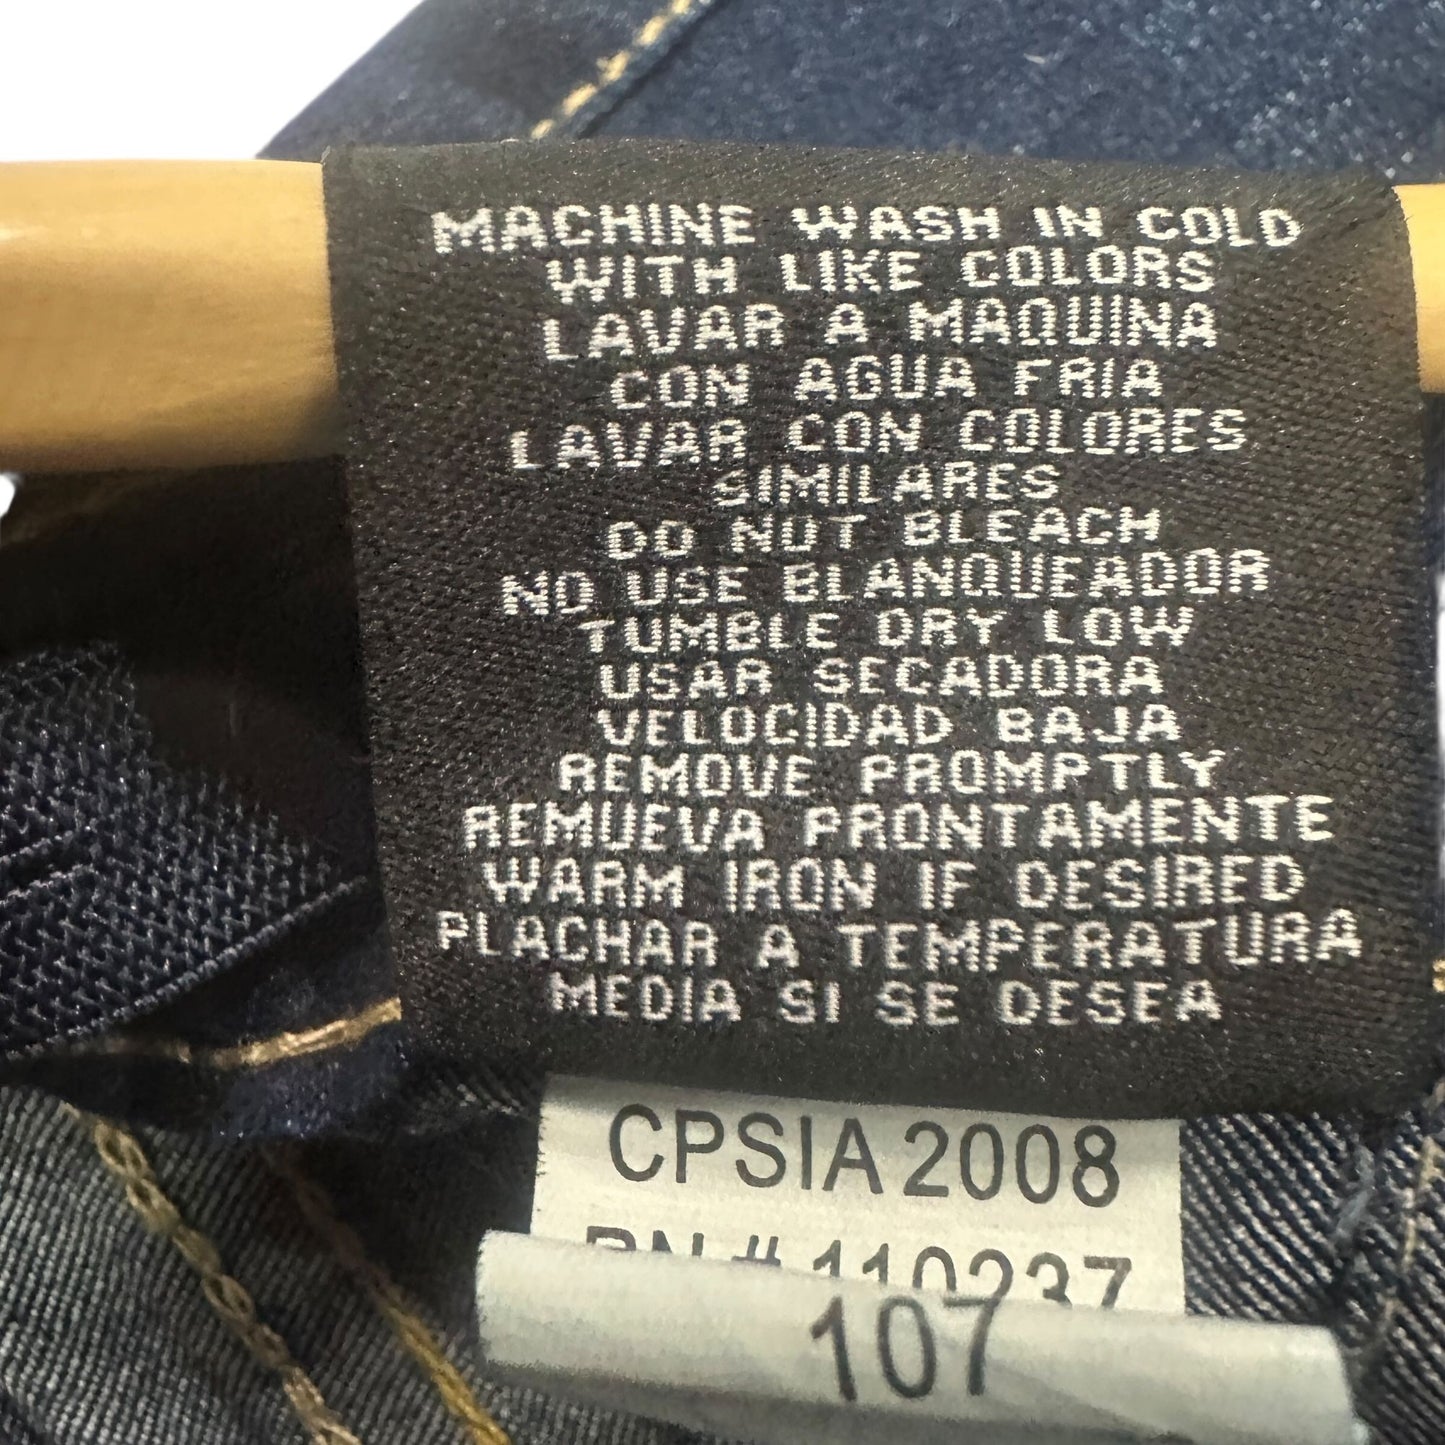 MACHINE WASH IN COLD
WITH LIKE COLORS
LAVAR A MAQUINA
CON AGUA FRIA
LAVAR CON COLORES
SIMILARES
DO NOT BLEACH
NO USE BLANQUEADOR
TUMBLE DRY LOW
USAR SECADORA
VELOCIDAD BAJA
REMOVE PROMPTLY
REMUEVA PRONTAMENTE
WARM IRON IF DESIRED
PLACHAR A TEMPERATURA
MEDIA SI SE DESEA
CPSIA 2008
RN # 110237
107